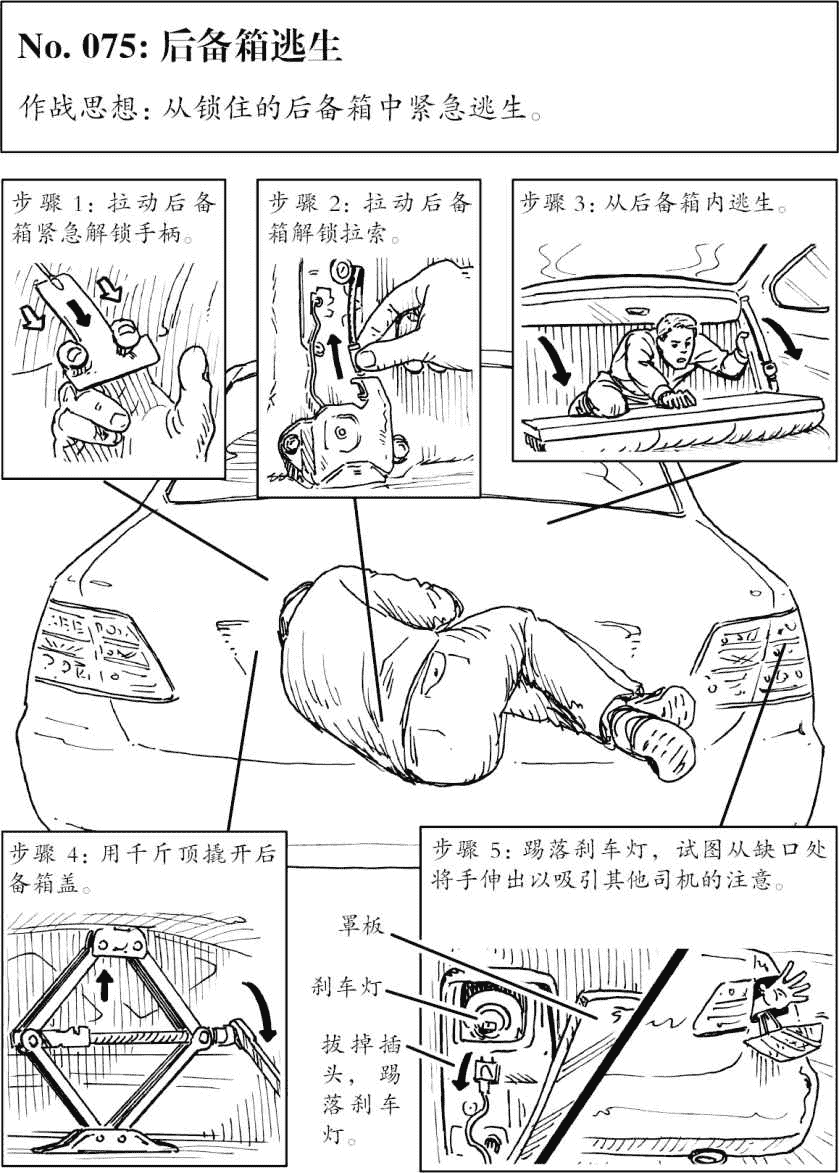 No. 075: 后备箱逃生
作战思想: 从锁住的后备箱中紧急逃生。
步骤 1: 拉动后备
箱紧急解锁手柄。
步骤 2: 拉动后备
箱解锁拉索。
步骤 3: 从后备箱内逃生。
步骤 4: 用千斤顶撬开后
备箱盖。
步骤 5: 踢落刹车灯, 试图从缺口处
将手伸出以吸引其他司机的注意。
罩板
刹车灯
拔掉插
头, 踢
落刹车
灯。